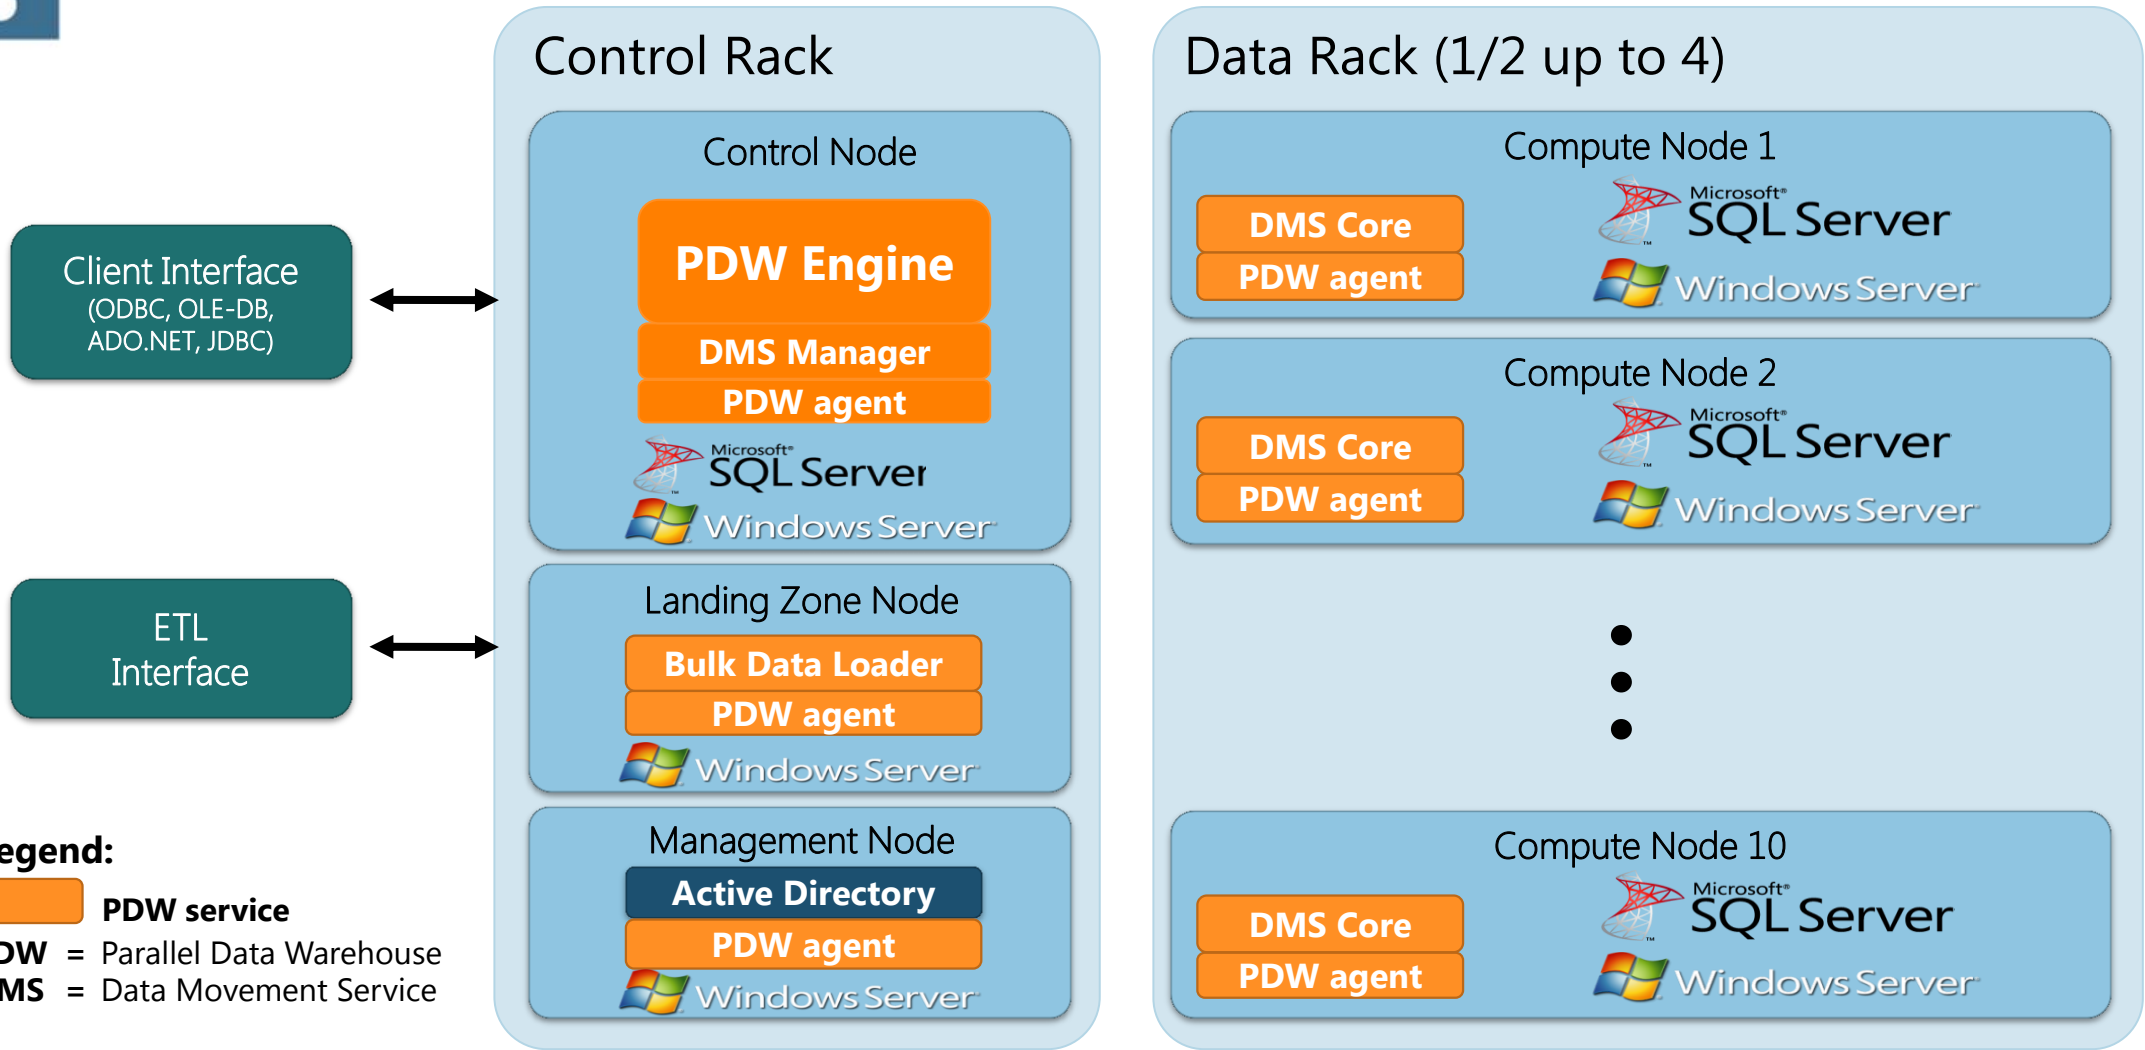 Control Rack
Control Node
PDW Engine
DMS Manager
PDW agent
Microsoft®
SQL Server
Windows Server
Landing Zone Node
Bulk Data Loader
PDW agent
Windows Server
Management Node
Active Directory
PDW agent
Windows Server
Data Rack (1/2 up to 4)
Compute Node 1
DMS Core
PDW agent
Microsoft®
SQL Server™
Windows Server
Compute Node 2
DMS Core
PDW agent
Microsoft®
SQL Server
Windows Server
Compute Node 10
DMS Core
PDW agent
Microsoft®
SQL Server
Windows Server
Client Interface
(ODBC, OLE-DB,
ADO.NET, JDBC)
ETL
Interface
egend:
PDW service
DW = Parallel Data Warehouse
MS = Data Movement Service